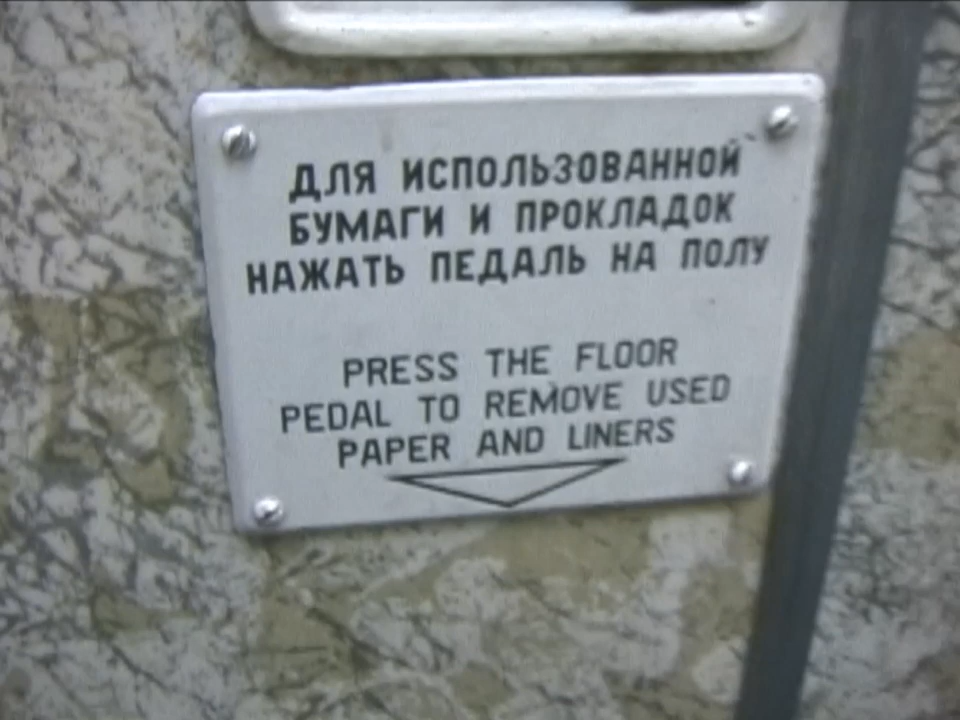 ДЛЯ ИСПОЛЬЗОВАННОЙ
БУМАГИ И ПРОКЛАДОК
НАЖАТЬ ПЕДАЛЬ НА ПОЛУ
PRESS THE FLOOR
PEDAL TO REMOVE USED
PAPER AND LINERS